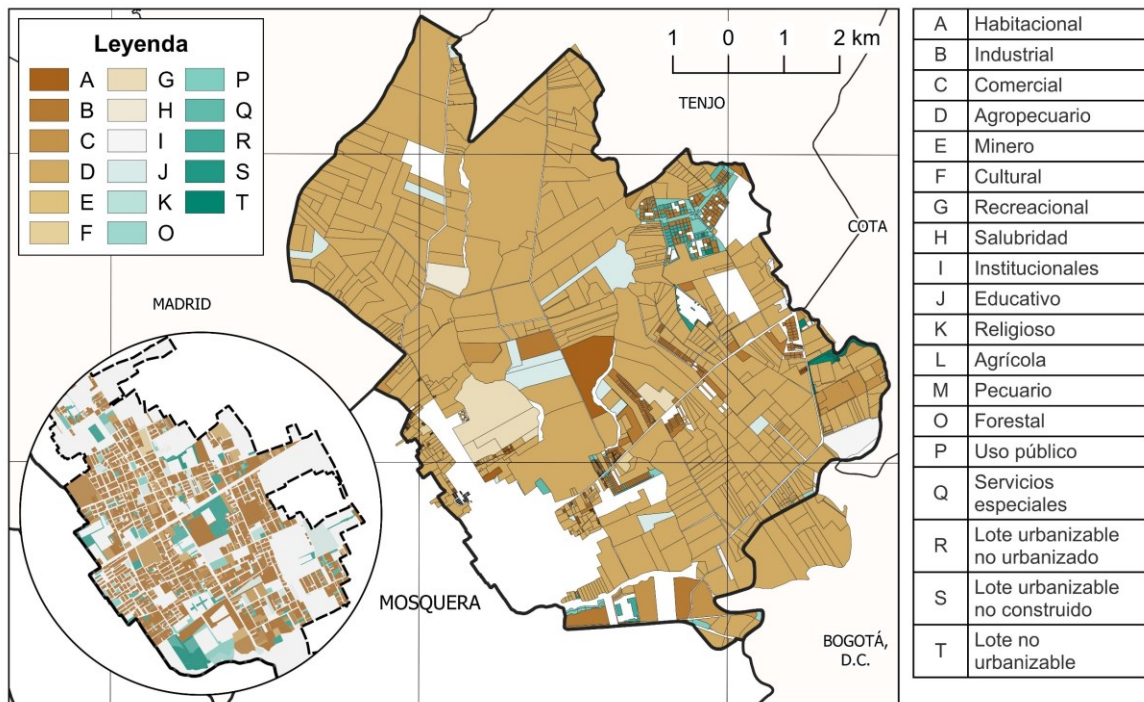 Leyenda
A
B
C
D
E
F
G
H
I
J
K
O
P
Q
R
S
T
1 0 2 km
TENJO
COTA
MADRID
MOSQUERA
BOGOTÁ,
D.C.
A Habitacional
B Industrial
C Comercial
D Agropecuario
E Minero
F Cultural
G Recreacional
H Salubridad
I Institucionales
J Educativo
K Religioso
L Agrícola
M Pecuario
O Forestal
P Uso público
Q Servicios
especiales
R Lote urbanizable
no urbanizado
S Lote urbanizable
no construido
T Lote no
urbanizable